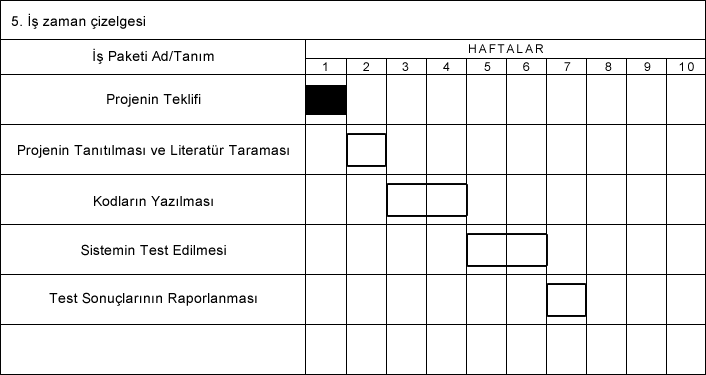 5. İş zaman çizelgesi
İş Paketi Ad/Tanım
HAFTALAR
1 2 3 4 5 6 7 8 9 10
Projenin Teklifi
Projenin Tanıtılması ve Literatür Taraması
Kodların Yazılması
Sistemin Test Edilmesi
Test Sonuçlarının Raporlanması